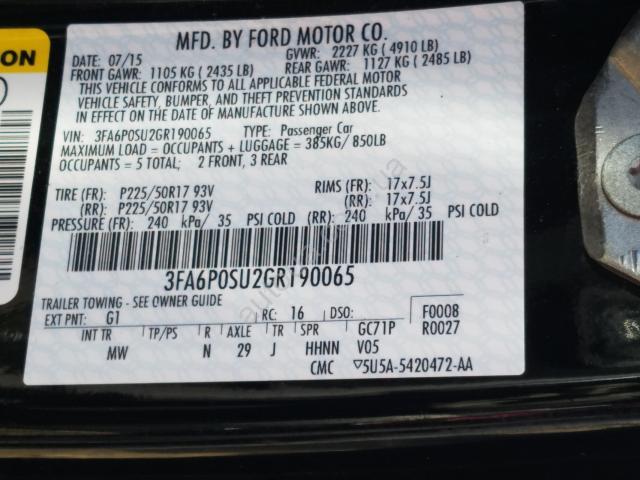 ON
MFD. BY FORD MOTOR CO.
DATE: 07/15 GVWR: 2227 KG (4910 LB)
FRONT GAWR: 1105 KG (2435 LB) REAR GAWR: 1127 KG (2485 LB)
THIS VEHICLE CONFORMS TO ALL APPLICABLE FEDERAL MOTOR
VEHICLE SAFETY, BUMPER, AND THEFT PREVENTION STANDARDS
IN EFFECT ON THE DATE OF MANUFACTURE SHOWN ABOVE.
VIN: 3FA6P0SU2GR190065 TYPE: Passenger Car
MAXIMUM LOAD = OCCUPANTS + LUGGAGE = 385KG/ 850LB
OCCUPANTS = 5 TOTAL; 2 FRONT, 3 REAR
TIRE (FR): P225/50R17 93V RIMS (FR): 17x7.5J
(RR): P225/50R17 93V (RR): 17x7.5J
PRESSURE (FR): 240 kPa/ 35 PSI COLD (RR): 240 kPa/ 35 PSI COLD
3FA6P0SU2GR190065
TRAILER TOWING - SEE OWNER GUIDE
EXT PNT: G1 RC: 16 DSO: F0008
INT TR TP/PS R AXLE TR SPR GC71P R0027
MW N 29 J HHNN V05
CMC ▽5U5A-5420472-AA